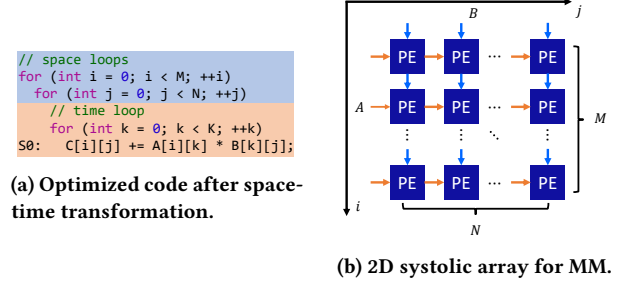 // space loops
for (int i = 0; i < M; ++i)
for (int j = 0; j < N; ++j)
// time loop
for (int k = 0; k < K; ++k)
S0: C[i][j] += A[i][k] * B[k][j];
(a) Optimized code after space-
time transformation.
B
j
PE PE ... PE
A
PE PE ... PE
M
PE PE ... PE
i
N
(b) 2D systolic array for MM.